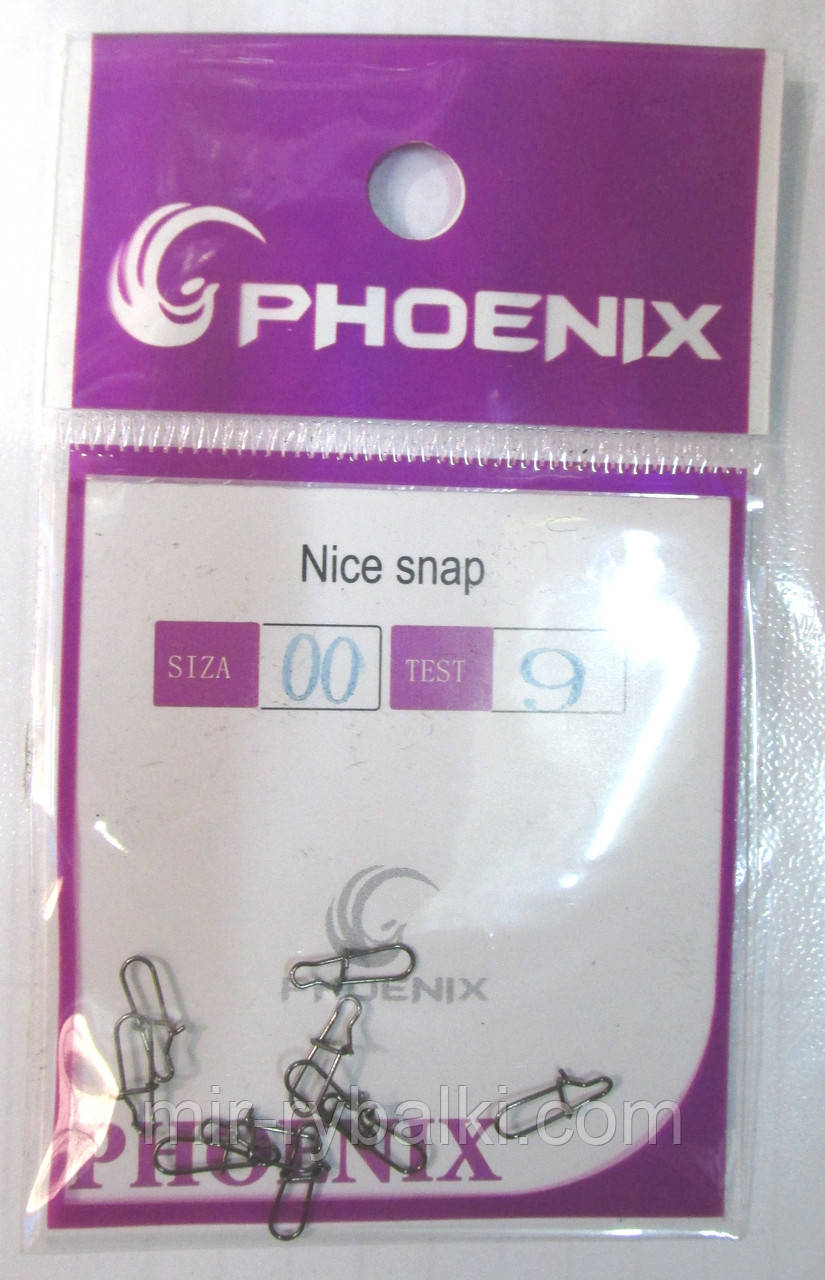 PHOENIX
Nice snap
SIZA 00 TEST 9
PHOENIX
mir-rybalki.com
PHOENIX